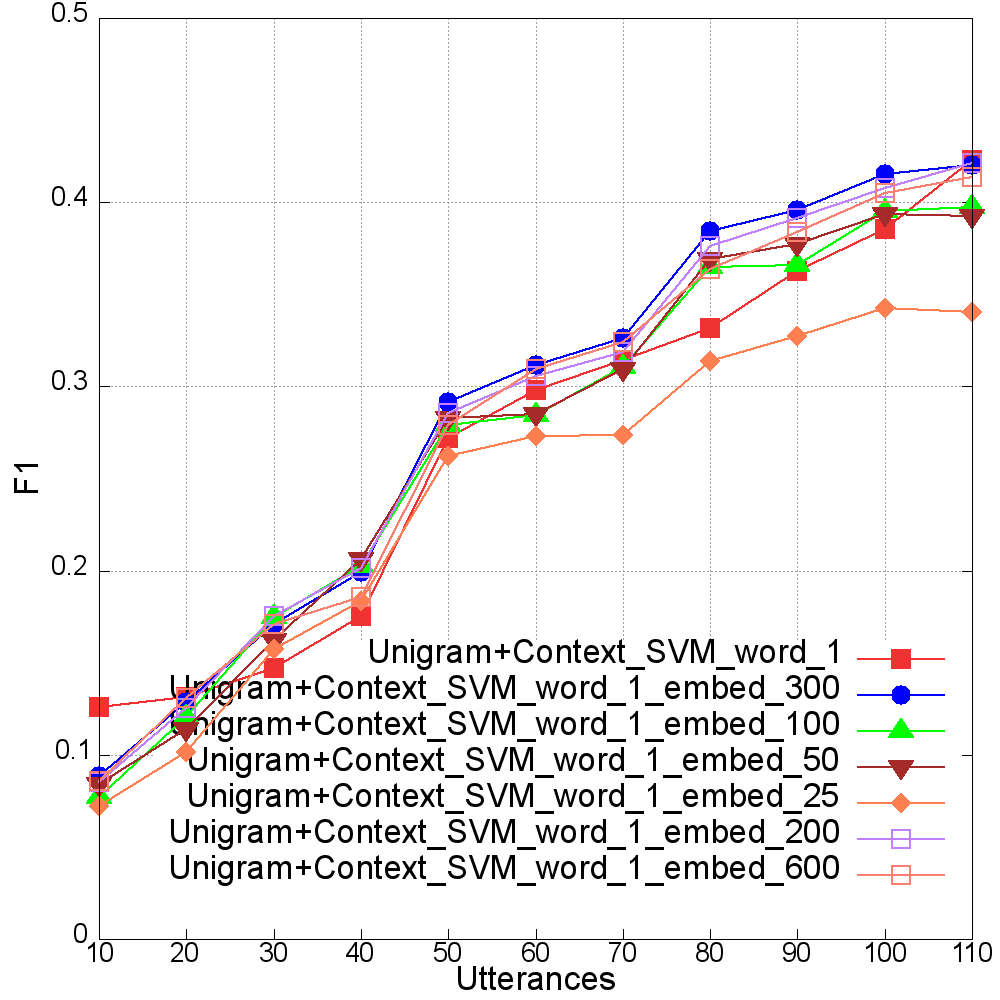 0.5
0.4
0.3
0.2
0.1
0
F1
Unigram+Context_SVM_word_1
Unigram+Context_SVM_word_1_embed_300
Unigram+Context_SVM_word_1_embed_100
Unigram+Context_SVM_word_1_embed_50
Unigram+Context_SVM_word_1_embed_25
Unigram+Context_SVM_word_1_embed_200
Unigram+Context_SVM_word_1_embed_600
10 20 30 40 50 60 70 80 90 100 110
Utterances